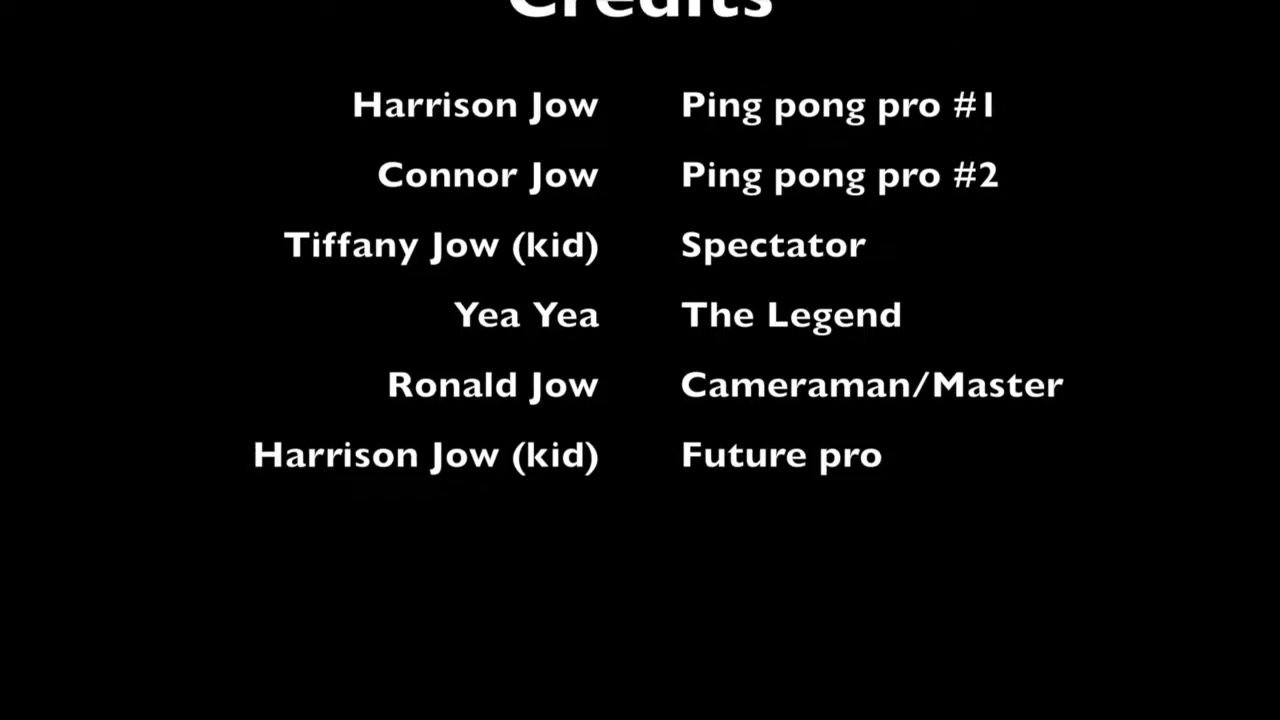 Credits
Harrison Jow Ping pong pro #1
Connor Jow Ping pong pro #2
Tiffany Jow (kid) Spectator
Yea Yea The Legend
Ronald Jow Cameraman/Master
Harrison Jow (kid) Future pro